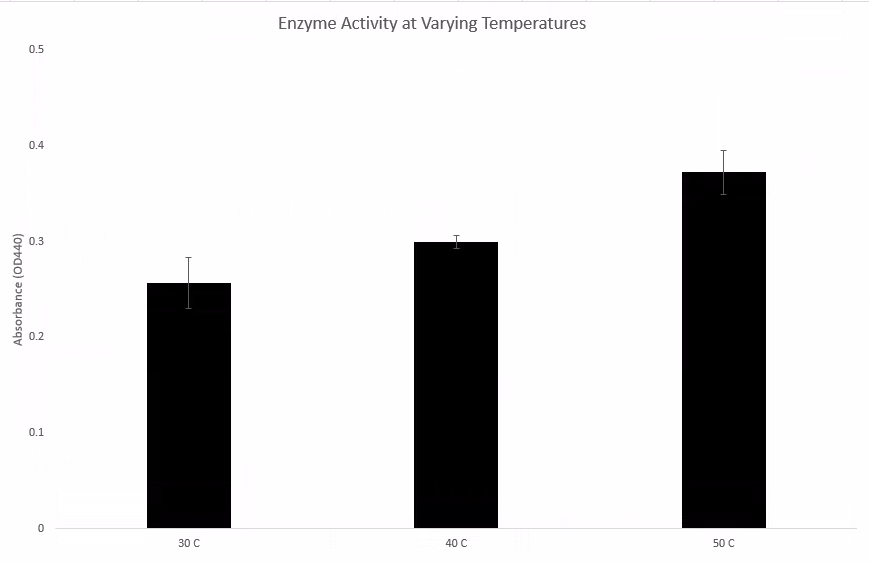 Enzyme Activity at Varying Temperatures
0.5
0.4
0.3
0.2
0.1
0
Absorbance (OD440)
30 C
40 C
50 C